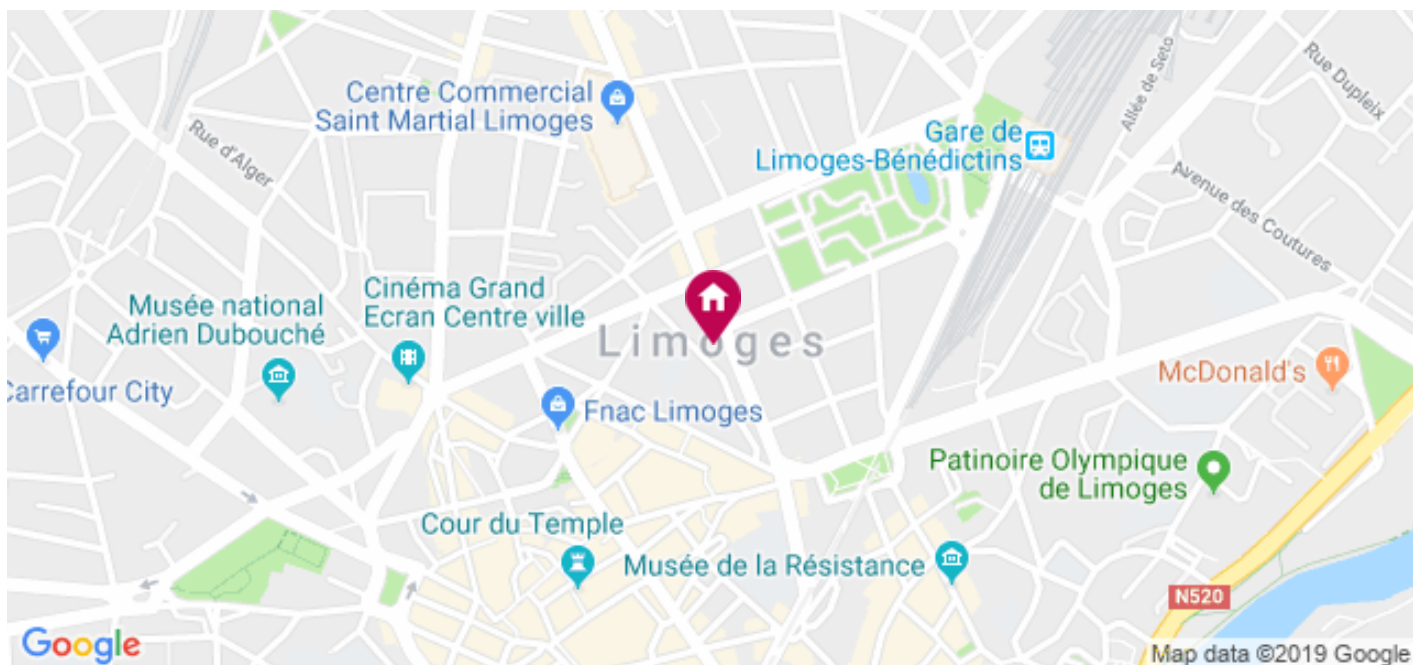 Centre Commercial
Saint Martial Limoges
Gare de
Limoges-Bénédictins
Allée de Seto
Rue Dupleix
Avenue des Coutures
Rue d'Alger
Musée national
Adrien Dubouché
Cinéma Grand
Ecran Centre ville
Limoges
Carrefour City
Fnac Limoges
McDonald's
Patinoire Olympique
de Limoges
Cour du Temple
Musée de la Résistance
N520
Google
Map data ©2019 Google